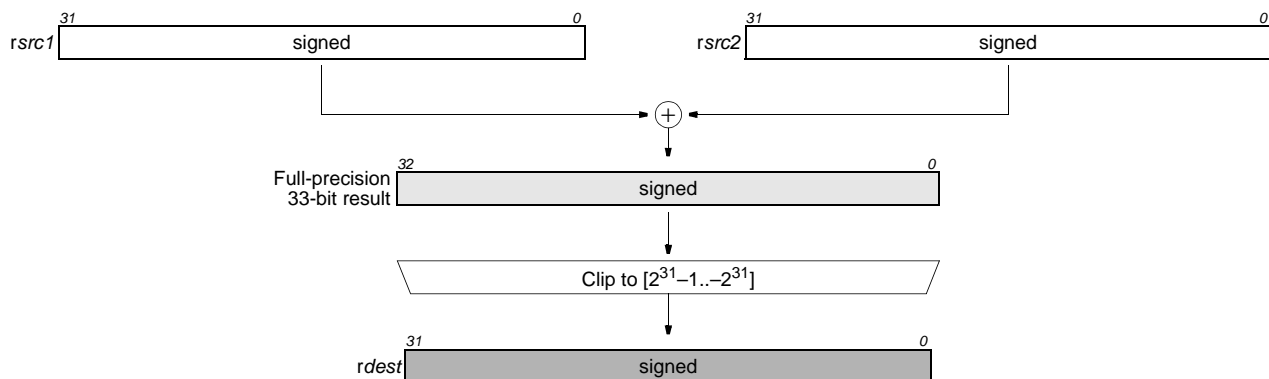 31 0 31 0
rsrc1 signed rsrc2 signed
+
32 0
Full-precision
33-bit result
signed
Clip to [2³¹–1..–2³¹]
31 0
rdest signed